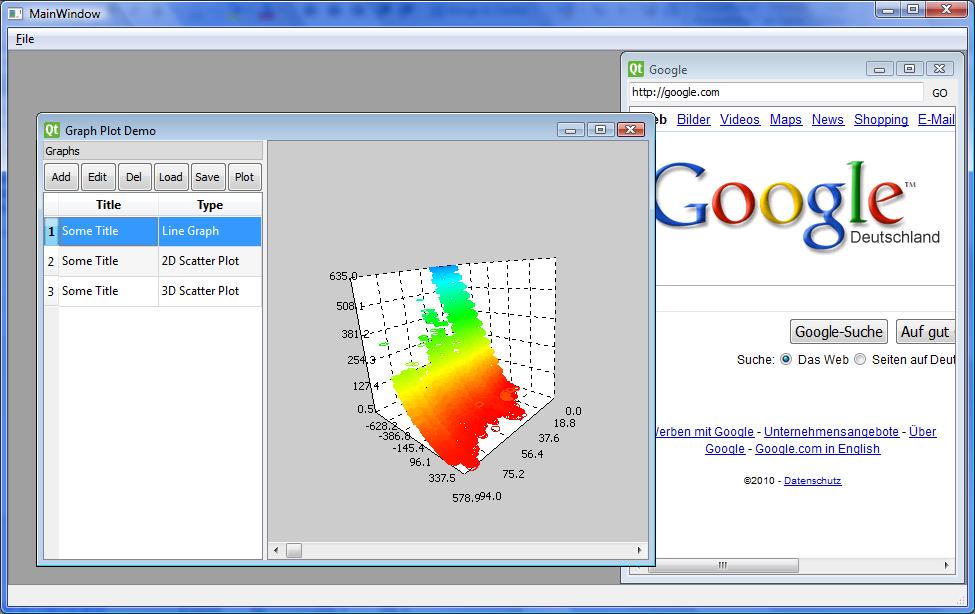 MainWindow
File
Graph Plot Demo
Graphs
Add Edit Del Load Save Plot
Title Type
1 Some Title Line Graph
2 Some Title 2D Scatter Plot
3 Some Title 3D Scatter Plot
635.0
508.1
381.2
254.3
127.4
0.5
-628.2
-386.8
-145.4
96.1
337.5
578.9
94.0
75.2
56.4
37.6
18.8
0.0
Qt Google
http://google.com GO
eb Bilder Videos Maps News Shopping E-Mail
Google™
Deutschland
Google-Suche Auf gut
Suche: Das Web Seiten auf Deut
erben mit Google - Unternehmensangebote - Über
Google - Google.com in English
©2010 - Datenschutz